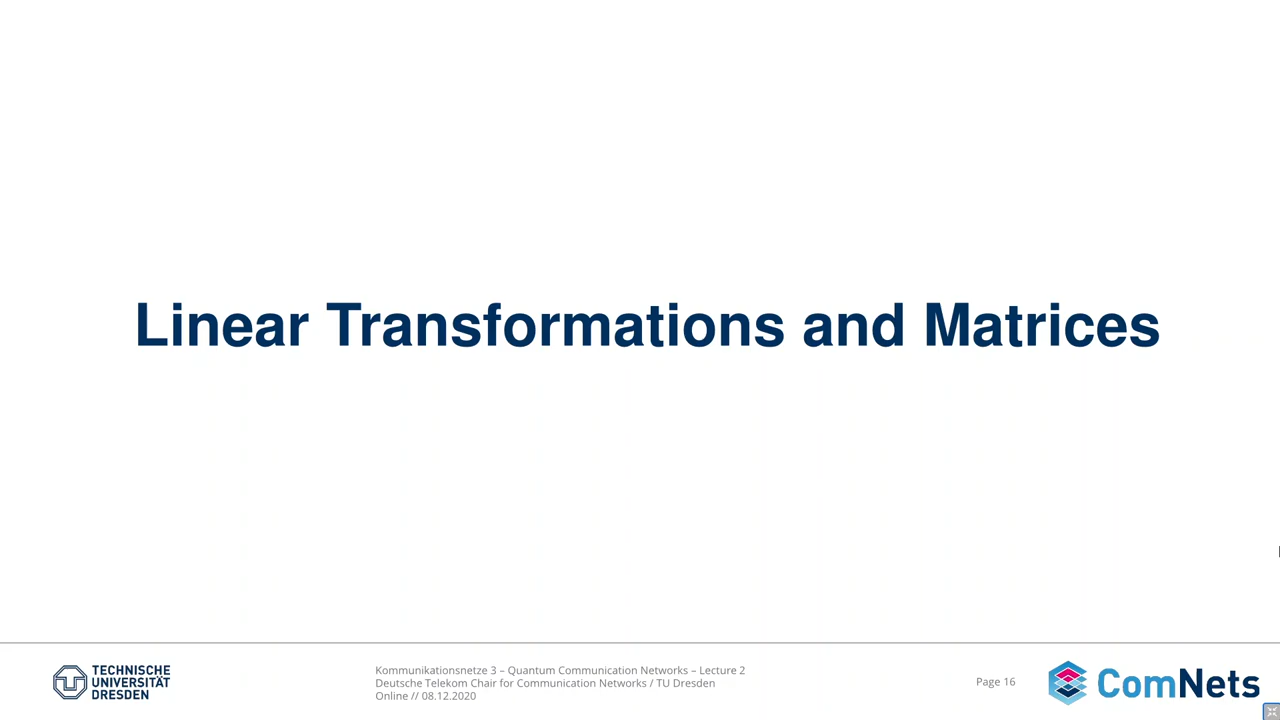 Linear Transformations and Matrices
TECHNISCHE
UNIVERSITÄT
DRESDEN
Kommunikationsnetze 3 – Quantum Communication Networks – Lecture 2
Deutsche Telekom Chair for Communication Networks / TU Dresden
Online // 08.12.2020
Page 16
ComNets